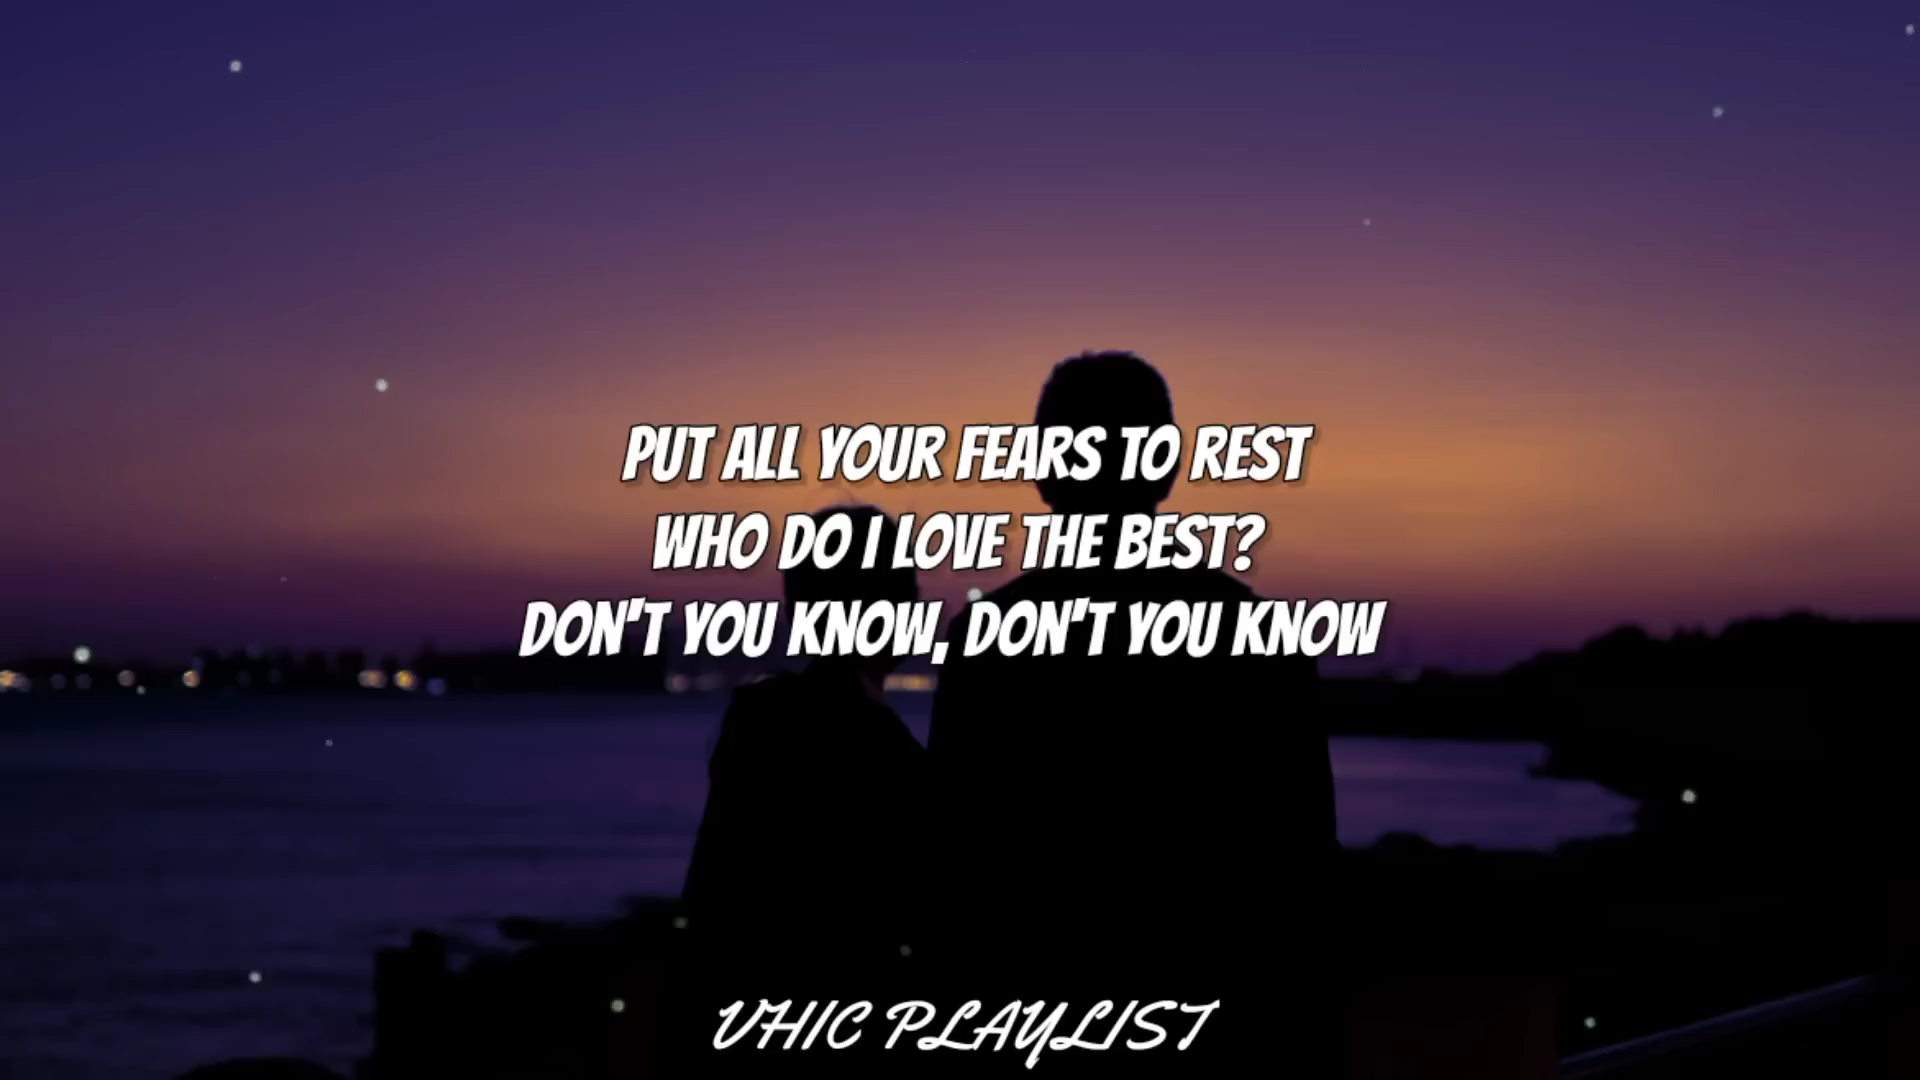 PUT ALL YOUR FEARS TO REST
WHO DO I LOVE THE BEST?
DON'T YOU KNOW, DON'T YOU KNOW
VHIC PLAYLIST